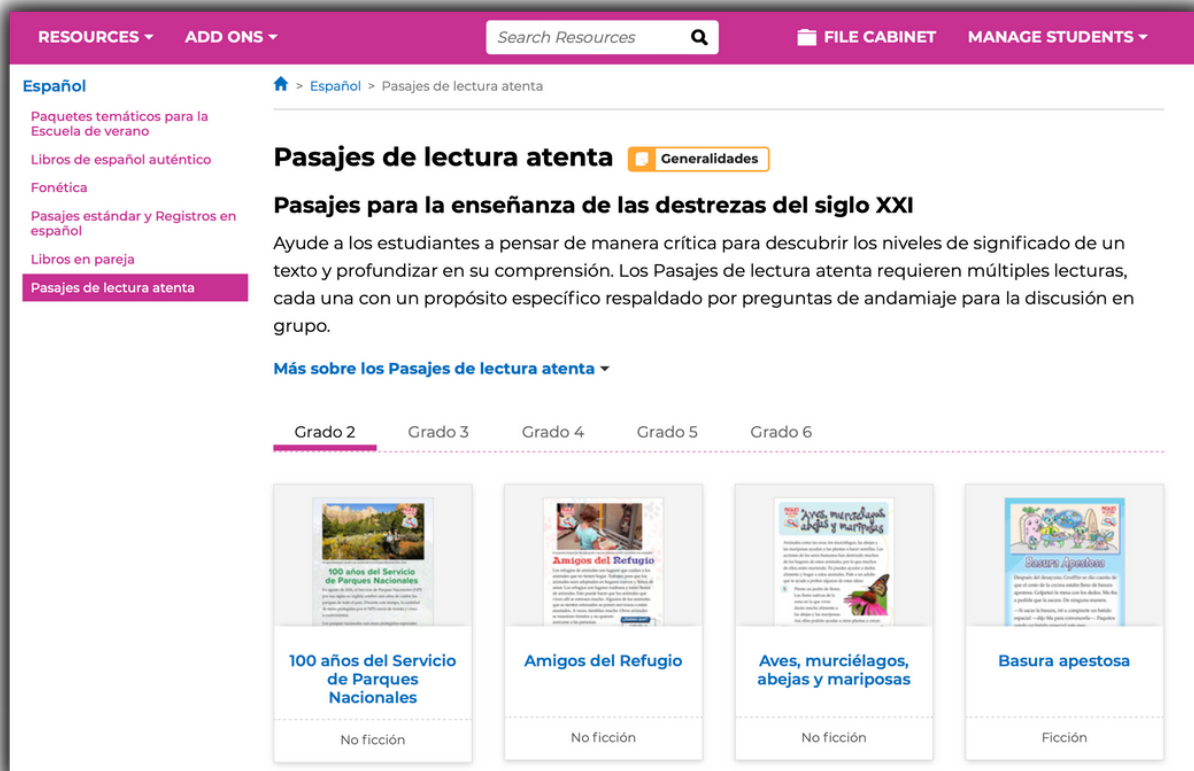 RESOURCES
ADD ONS
Search Resources
FILE CABINET
MANAGE STUDENTS
Español
Paquetes temáticos para la
Escuela de verano
Libros de español auténtico
Fonética
Pasajes estándar y Registros en
español
Libros en pareja
Pasajes de lectura atenta
> Español > Pasajes de lectura atenta
Pasajes de lectura atenta
Generalidades
Pasajes para la enseñanza de las destrezas del siglo XXI
Ayude a los estudiantes a pensar de manera crítica para descubrir los niveles de significado de un
texto y profundizar en su comprensión. Los Pasajes de lectura atenta requieren múltiples lecturas,
cada una con un propósito específico respaldado por preguntas de andamiaje para la discusión en
grupo.
Más sobre los Pasajes de lectura atenta
Grado 2
Grado 3
Grado 4
Grado 5
Grado 6
100 años del Servicio
de Parques Nacionales
100 años del Servicio
de Parques
Nacionales
No ficción
Amigos del Refugio
Amigos del Refugio
No ficción
Aves, murciélagos,
abejas y mariposas
Aves, murciélagos,
abejas y mariposas
No ficción
Basura Apestosa
Basura apestosa
Ficción